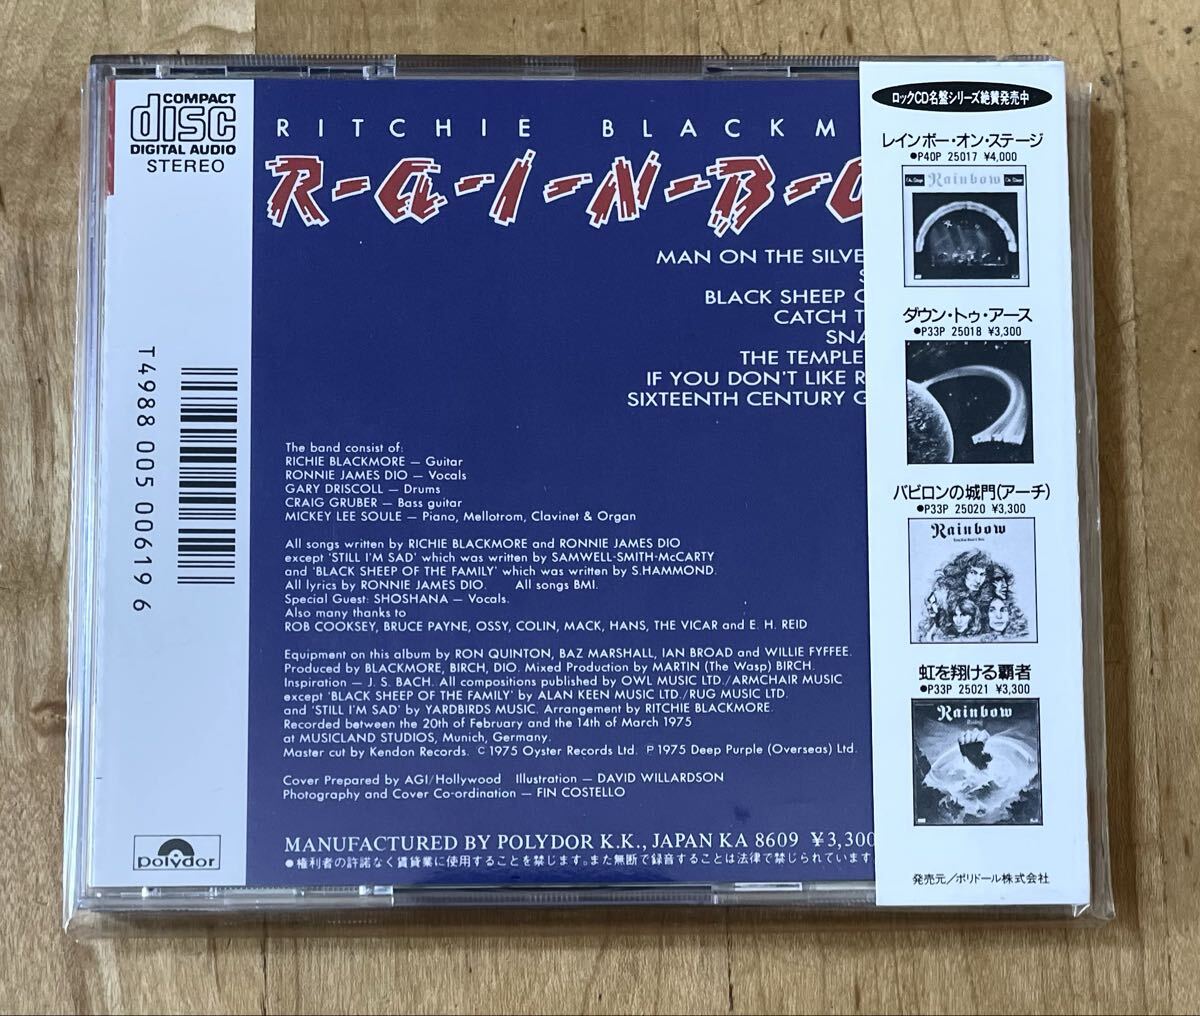 COMPACT
disc
DIGITAL AUDIO
STEREO
T4988 005 00619 6
polydor
RITCHIE BLACKM
R-A-I-N-B-O
MAN ON THE SILVE
S
BLACK SHEEP O
CATCH T
SNA
THE TEMPLE
IF YOU DON'T LIKE R
SIXTEENTH CENTURY G
The band consist of:
RICHIE BLACKMORE — Guitar
RONNIE JAMES DIO — Vocals
GARY DRISCOLL — Drums
CRAIG GRUBER — Bass guitar
MICKEY LEE SOULE — Piano, Mellotrom, Clavinet & Organ
All songs written by RICHIE BLACKMORE and RONNIE JAMES DIO
except 'STILL I'M SAD' which was written by SAMWELL-SMITH-McCARTY
and 'BLACK SHEEP OF THE FAMILY' which was written by S.HAMMOND.
All lyrics by RONNIE JAMES DIO. All songs BMI.
Special Guest: SHOSHANA — Vocals.
Also many thanks to
ROB COOKSEY, BRUCE PAYNE, OSSY, COLIN, MACK, HANS, THE VICAR and E. H. REID
Equipment on this album by RON QUINTON, BAZ MARSHALL, IAN BROAD and WILLIE FYFFEE.
Produced by BLACKMORE, BIRCH, DIO. Mixed Production by MARTIN (The Wasp) BIRCH.
Inspiration — J. S. BACH. All compositions published by OWL MUSIC LTD./ARMCHAIR MUSIC
except 'BLACK SHEEP OF THE FAMILY' by ALAN KEEN MUSIC LTD./RUG MUSIC LTD.
and 'STILL I'M SAD' by YARDBIRDS MUSIC. Arrangement by RITCHIE BLACKMORE.
Recorded between the 20th of February and the 14th of March 1975
at MUSICLAND STUDIOS, Munich, Germany.
Master cut by Kendon Records. © 1975 Oyster Records Ltd. ℗ 1975 Deep Purple (Overseas) Ltd.
Cover Prepared by AGI/Hollywood Illustration — DAVID WILLARDSON
Photography and Cover Co-ordination — FIN COSTELLO
MANUFACTURED BY POLYDOR K.K., JAPAN KA 8609 ¥3,300
●権利者の許諾なく賃貸業に使用することを禁じます。また無断で録音することは法律で禁じられています。
ロックCD名盤シリーズ絶賛発売中
レインボー・オン・ステージ
●P40P 25017 ¥4,000
On Stage Rainbow On Stage
ダウン・トゥ・アース
●P33P 25018 ¥3,300
バビロンの城門(アーチ)
●P33P 25020 ¥3,300
Rainbow
虹を翔ける覇者
●P33P 25021 ¥3,300
Rainbow
Rising
発売元/ポリドール株式会社